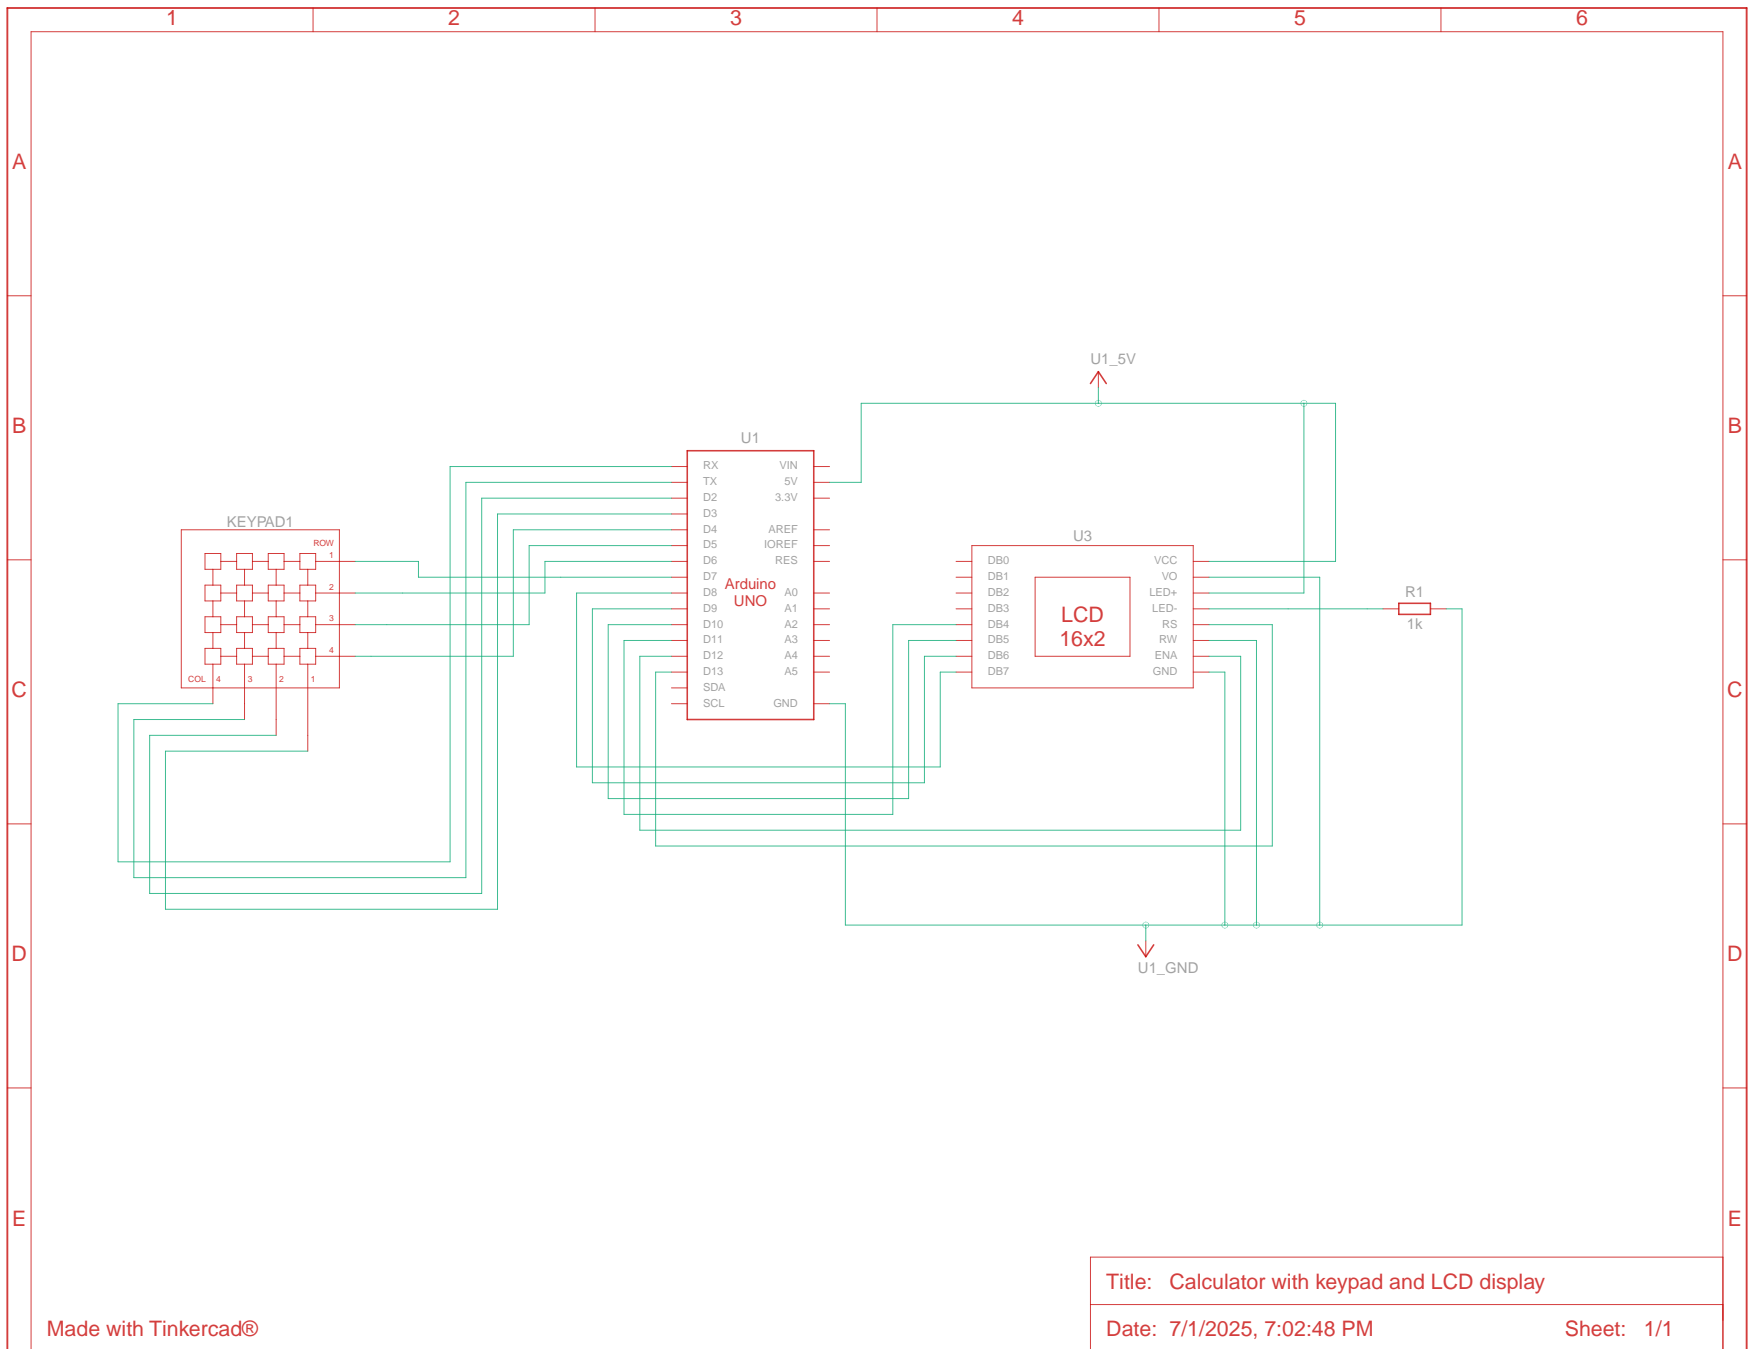 1 2 3 4 5 6
A A
U1_5V
B B
U1
RX VIN
TX 5V
D2 3.3V
D3
KEYPAD1
D4 AREF
U3
ROW
D5 IOREF
1
D6 RES
DB0 VCC
D7
DB1 VO
Arduino
2
D8 A0
DB2 LED+
R1
UNO
D9 A1
DB3 LED-
LCD
3
D10 A2
DB4 RS
1k
D11 A3
DB5 RW
16x2
4
D12 A4
DB6 ENA
D13 A5
DB7 GND
COL 4 3 2 1
SDA
C C
SCL GND
D D
U1_GND
E E
Title: Calculator with keypad and LCD display
Made with Tinkercad®
Date: 7/1/2025, 7:02:48 PM Sheet: 1/1